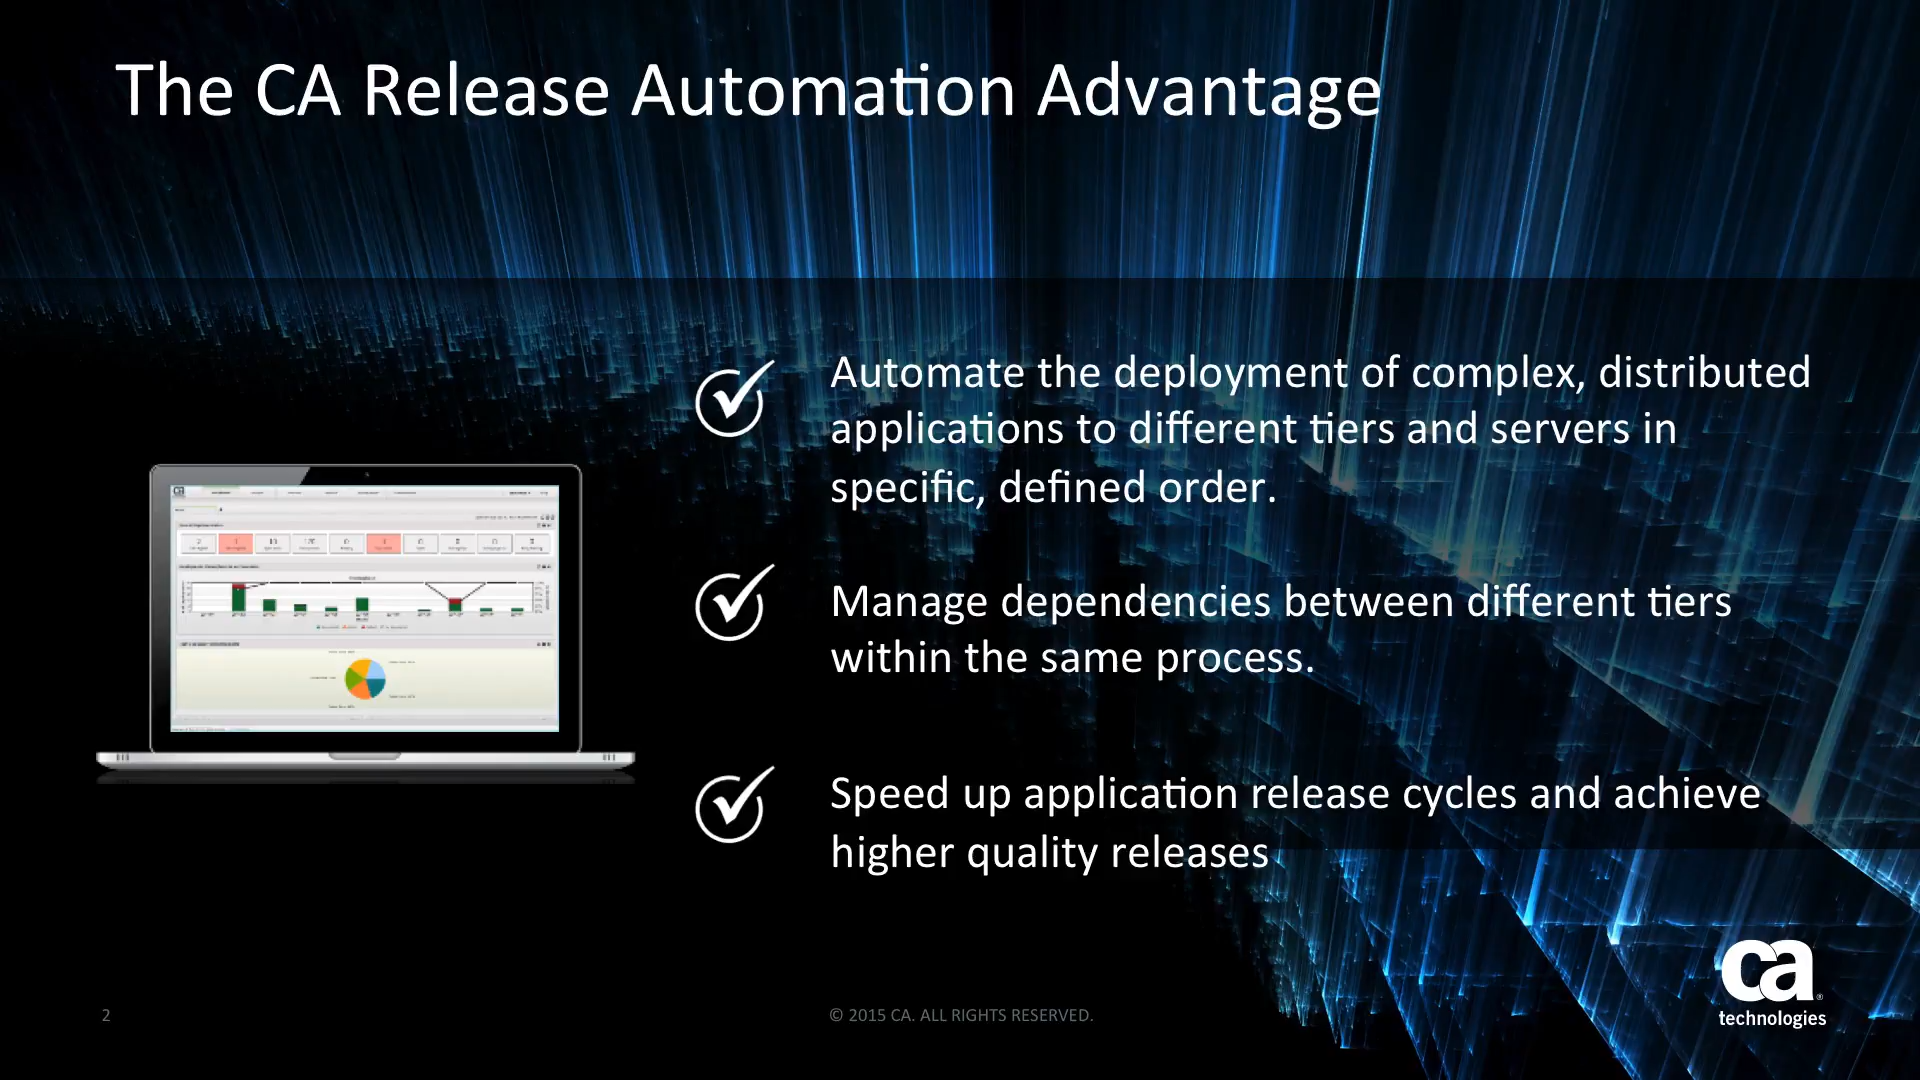 The CA Release Automation Advantage
Automate the deployment of complex, distributed
applications to different tiers and servers in
specific, defined order.
Manage dependencies between different tiers
within the same process.
Speed up application release cycles and achieve
higher quality releases
2
© 2015 CA. ALL RIGHTS RESERVED.
ca®
technologies